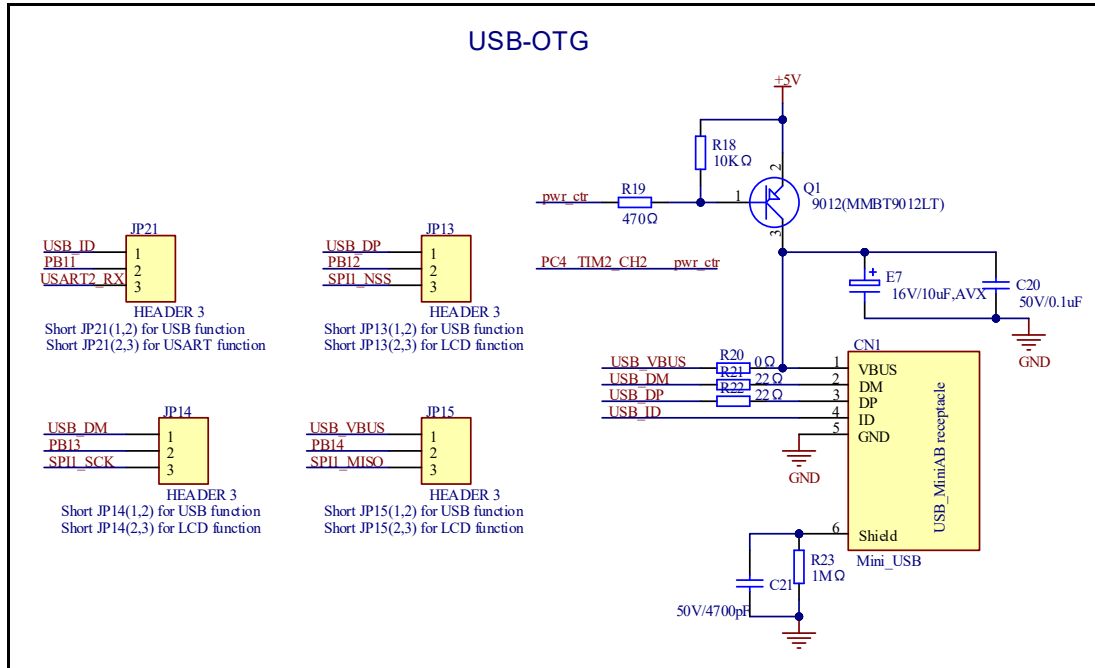 USB-OTG
+5V
R18
10KΩ
2
Q1
pwr_ctr
R19
1
9012(MMBT9012LT)
470Ω
3
JP21
USB_ID
1
PB11
2
USART2_RX
3
HEADER 3
Short JP21(1,2) for USB function
Short JP21(2,3) for USART function
JP13
USB_DP
1
PB12
2
SPI1_NSS
3
HEADER 3
Short JP13(1,2) for USB function
Short JP13(2,3) for LCD function
PC4 TIM2_CH2 pwr_ctr
+
E7
16V/10uF,AVX
C20
50V/0.1uF
GND
CN1
USB_VBUS R20 0Ω 1 VBUS
USB_DM R21 22Ω 2 DM
USB_DP R22 22Ω 3 DP
USB_ID 4 ID
5 GND
GND
USB_MiniAB receptacle
6 Shield
Mini_USB
R23
1MΩ
C21
50V/4700pF
JP14
USB_DM
1
PB13
2
SPI1_SCK
3
HEADER 3
Short JP14(1,2) for USB function
Short JP14(2,3) for LCD function
JP15
USB_VBUS
1
PB14
2
SPI1_MISO
3
HEADER 3
Short JP15(1,2) for USB function
Short JP15(2,3) for LCD function